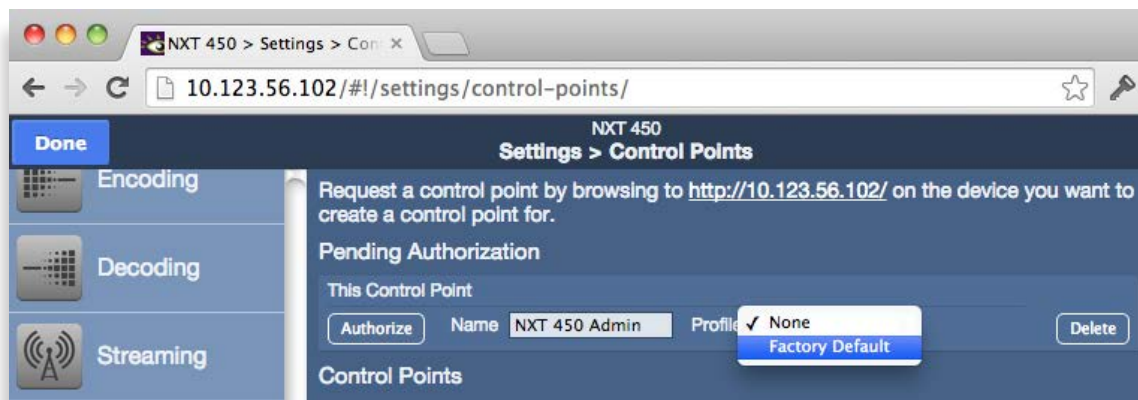 NXT 450 > Settings > Con
10.123.56.102/#!/settings/control-points/
Done
NXT 450
Settings > Control Points
Encoding
Decoding
Streaming
Request a control point by browsing to http://10.123.56.102/ on the device you want to
create a control point for.
Pending Authorization
This Control Point
Authorize Name NXT 450 Admin Profile ✓ None
Factory Default
Delete
Control Points